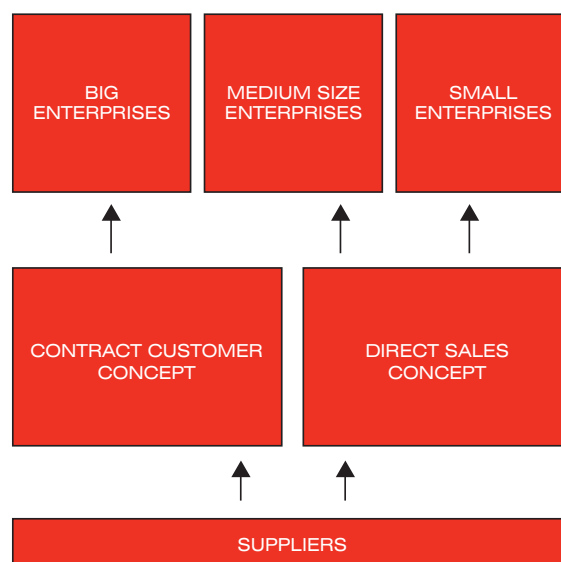 BIG
ENTERPRISES
MEDIUM SIZE
ENTERPRISES
SMALL
ENTERPRISES
CONTRACT CUSTOMER
CONCEPT
DIRECT SALES
CONCEPT
SUPPLIERS